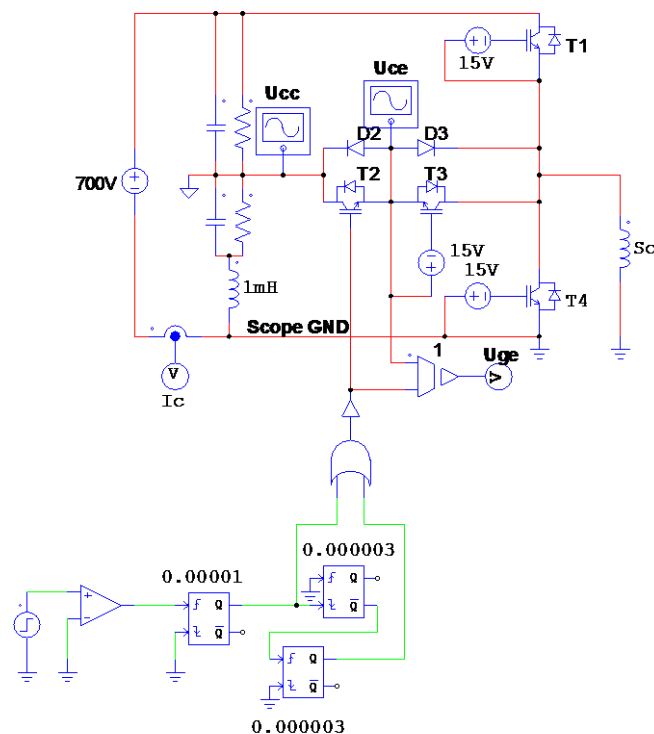 T1
15V
Uce
Ucc
D2
D3
T2
T3
700V
15V
15V
Sc
1mH
T4
Scope GND
1
Uge
V
V
Ic
0.000003
0.00001
Q
Q
Q
Q
Q
Q
0.000003